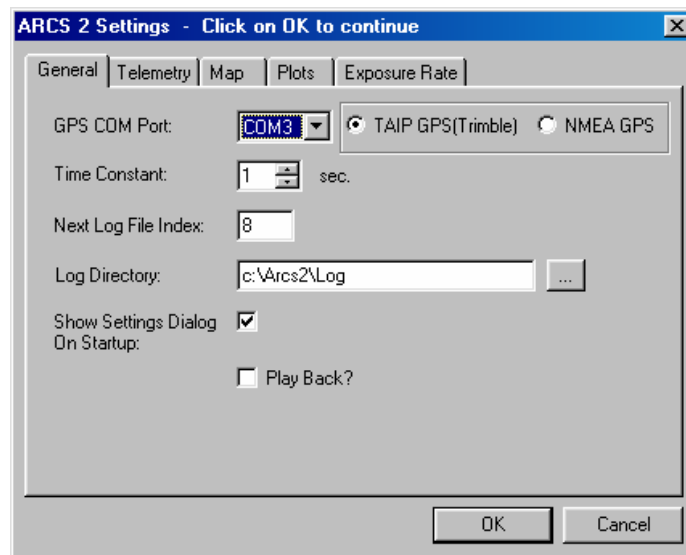 ARCS 2 Settings - Click on OK to continue
General Telemetry Map Plots Exposure Rate
GPS COM Port: COM3 TAIP GPS(Trimble) NMEA GPS
Time Constant: 1 sec.
Next Log File Index: 8
Log Directory: c:\Arcs2\Log ...
Show Settings Dialog
On Startup:
Play Back?
OK Cancel